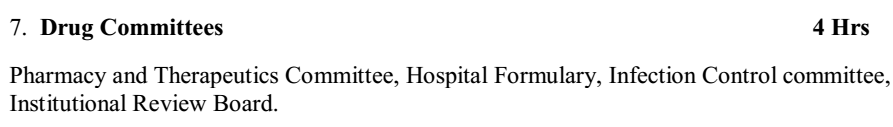 7. Drug Committees 4 Hrs
Pharmacy and Therapeutics Committee, Hospital Formulary, Infection Control committee,
Institutional Review Board.